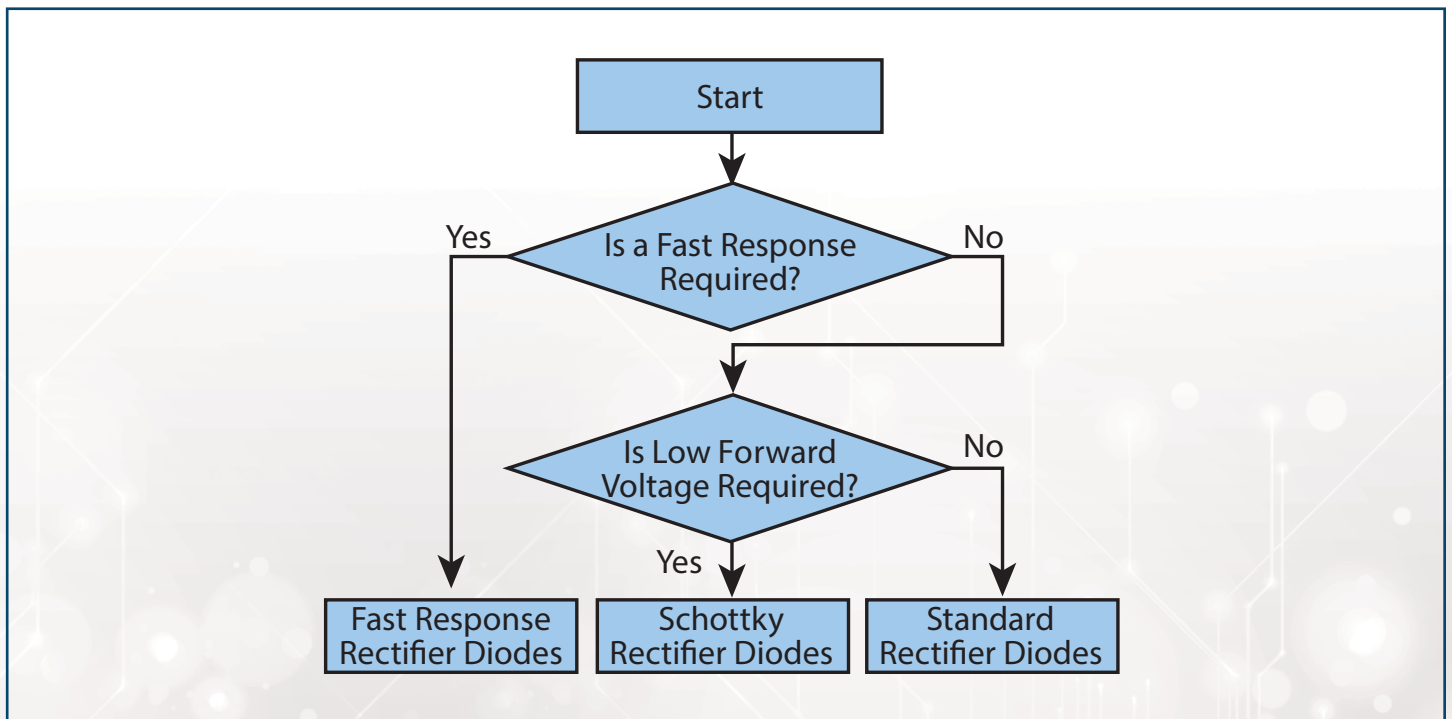 Start
Yes
Is a Fast Response
Required?
No
Is Low Forward
Voltage Required?
No
Yes
Fast Response
Rectifier Diodes
Schottky
Rectifier Diodes
Standard
Rectifier Diodes